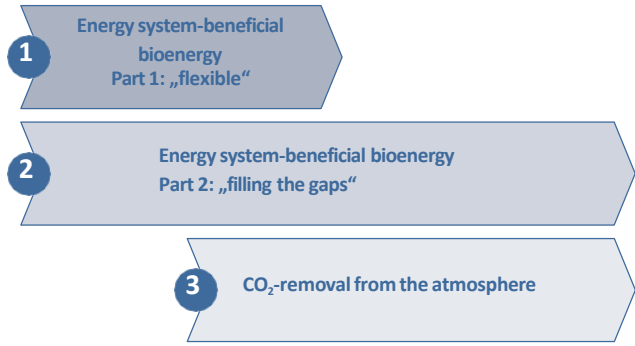 1
Energy system-beneficial
bioenergy
Part 1: „flexible“
2
Energy system-beneficial bioenergy
Part 2: „filling the gaps“
3
CO₂-removal from the atmosphere